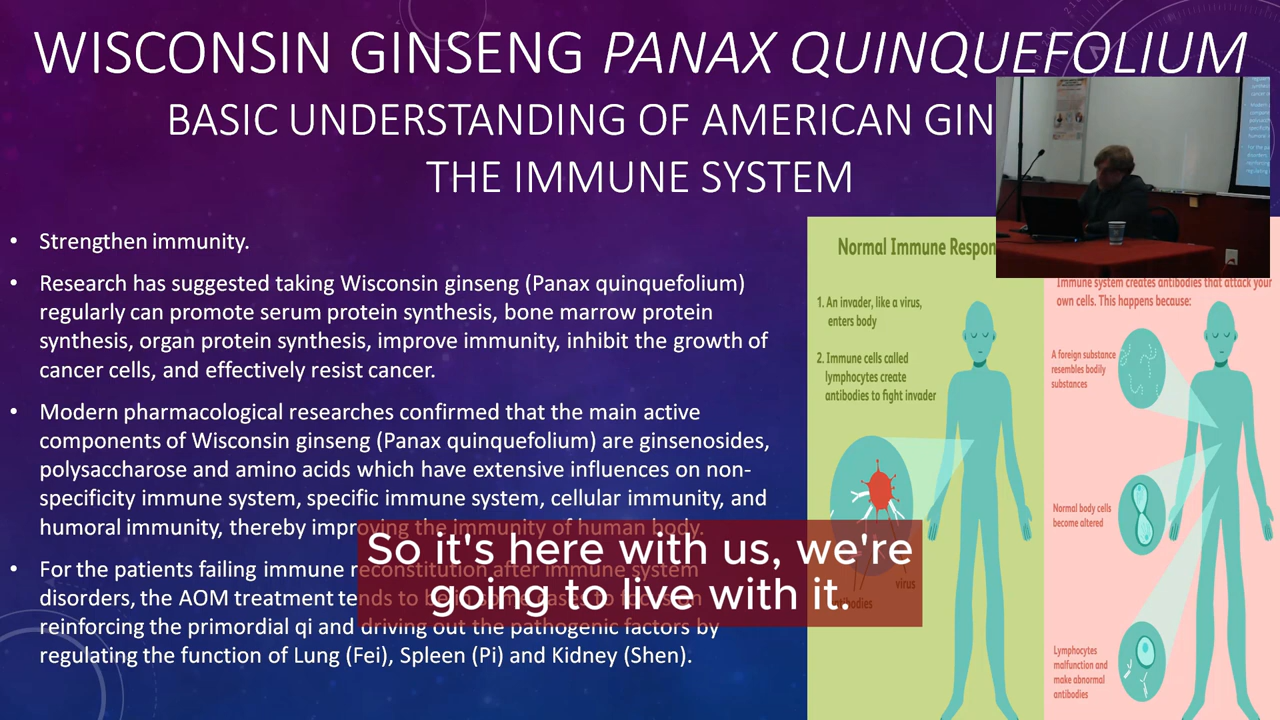 WISCONSIN GINSENG PANAX QUINQUEFOLIUM
BASIC UNDERSTANDING OF AMERICAN GIN
THE IMMUNE SYSTEM
• Strengthen immunity.
• Research has suggested taking Wisconsin ginseng (Panax quinquefolium)
regularly can promote serum protein synthesis, bone marrow protein
synthesis, organ protein synthesis, improve immunity, inhibit the growth of
cancer cells, and effectively resist cancer.
• Modern pharmacological researches confirmed that the main active
components of Wisconsin ginseng (Panax quinquefolium) are ginsenosides,
polysaccharose and amino acids which have extensive influences on non-
specificity immune system, specific immune system, cellular immunity, and
humoral immunity, thereby improving the immunity of human body.
• For the patients failing immune reconstitution after immune system
disorders, the AOM treatment tends to be in some cases to focus on
reinforcing the primordial qi and driving out the pathogenic factors by
regulating the function of Lung (Fei), Spleen (Pi) and Kidney (Shen).
Normal Immune Respon
1. An invader, like a virus,
enters body
2. Immune cells called
lymphocytes create
antibodies to fight invader
virus
Immune system creates antibodies that attack your
own cells. This happens because:
A foreign substance
resembles bodily
substances
Normal body cells
become altered
Lymphocytes
malfunction and
make abnormal
antibodies
So it's here with us, we're
going to live with it.